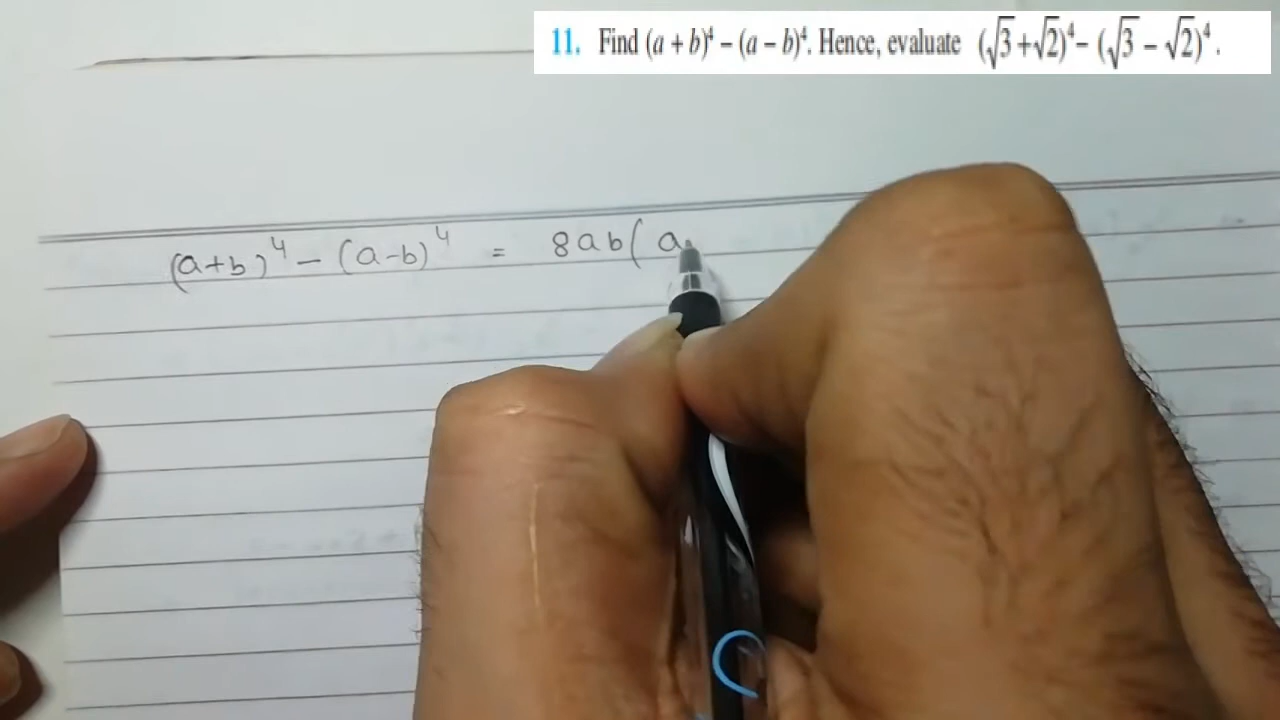 11. Find (a + b)⁴ – (a – b)⁴. Hence, evaluate (√3 + √2)⁴ – (√3 – √2)⁴.
(a+b)⁴ – (a-b)⁴ = 8ab(a